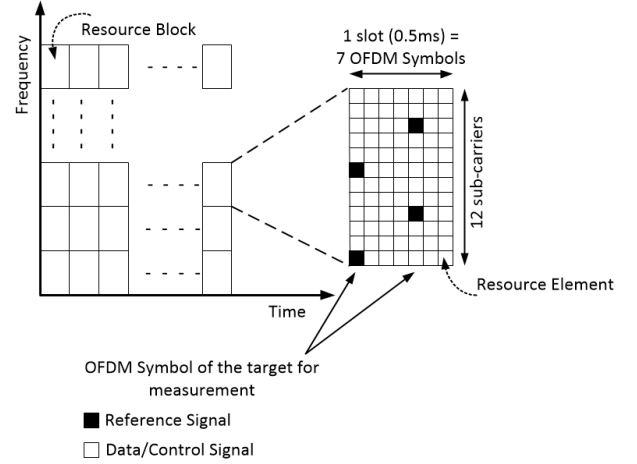 Resource Block
Frequency
1 slot (0.5ms) =
7 OFDM Symbols
12 sub-carriers
Resource Element
Time
OFDM Symbol of the target for
measurement
Reference Signal
Data/Control Signal